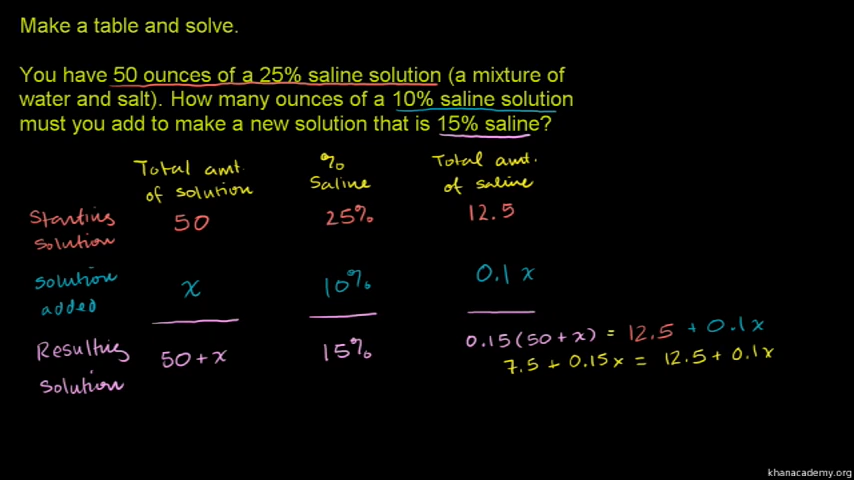 Make a table and solve.
You have 50 ounces of a 25% saline solution (a mixture of
water and salt). How many ounces of a 10% saline solution
must you add to make a new solution that is 15% saline?
Total amt. % Total amt.
of solution Saline of saline
Starting 50 25% 12.5
solution
Solution x 10% 0.1x
added
Resulting 50+x 15% 0.15(50+x) = 12.5 + 0.1x
solution 7.5 + 0.15x = 12.5 + 0.1x
khanacademy.org